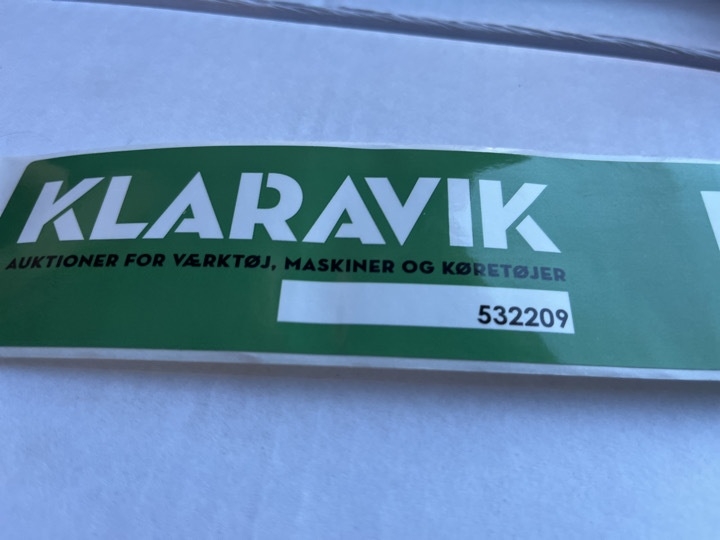 KLARAVIK
AUKTIONER FOR VÆRKTØJ, MASKINER OG KØRETØJER
532209